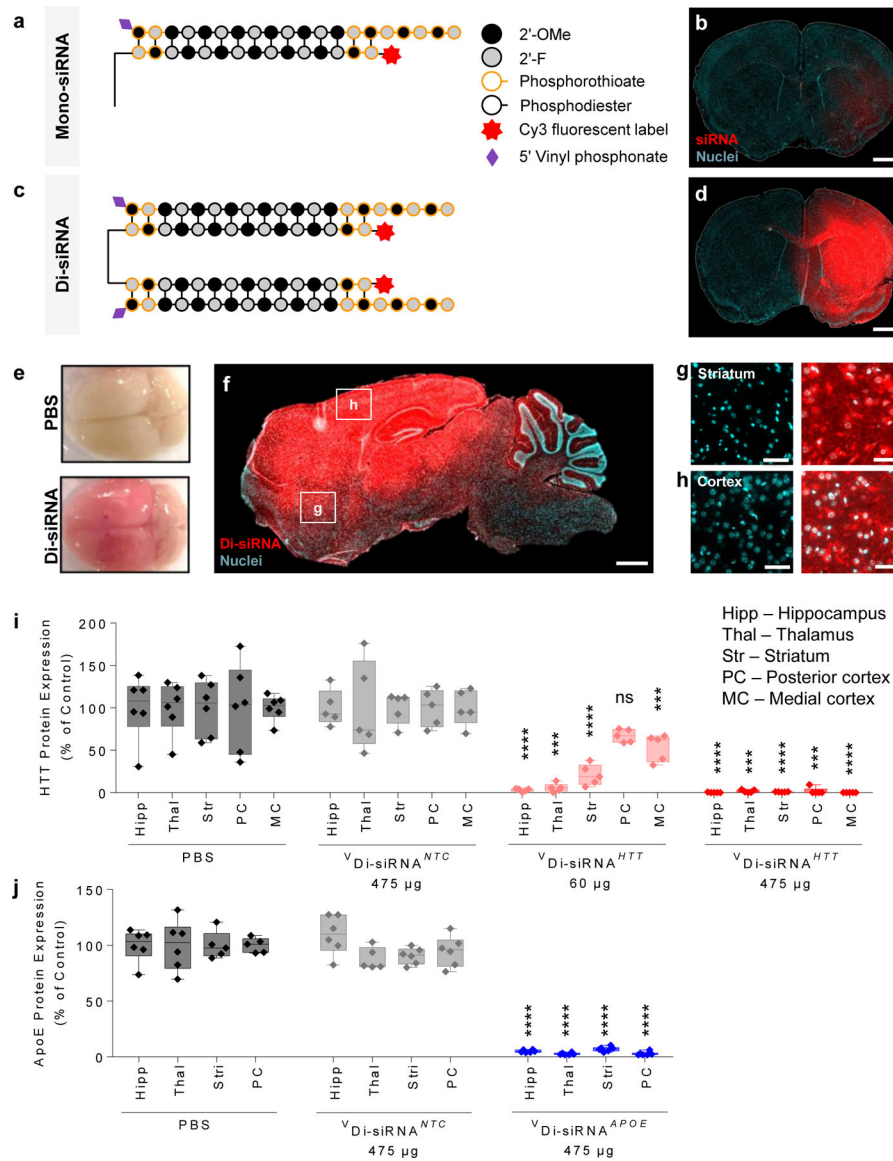 a
Mono-siRNA
2'-OMe
2'-F
Phosphorothioate
Phosphodiester
Cy3 fluorescent label
5' Vinyl phosphonate
b
siRNA
Nuclei
c
Di-siRNA
d
e
PBS
Di-siRNA
f
h
g
Di-siRNA
Nuclei
g
Striatum
h
Cortex
i
Hipp – Hippocampus
Thal – Thalamus
Str – Striatum
PC – Posterior cortex
MC – Medial cortex
HTT Protein Expression
(% of Control)
200
150
100
50
0
**** *** **** ns ***
**** *** **** *** ****
Hipp Thal Str PC MC
Hipp Thal Str PC MC
Hipp Thal Str PC MC
Hipp Thal Str PC MC
PBS
VDi-siRNANTC
475 µg
VDi-siRNAHTT
60 µg
VDi-siRNAHTT
475 µg
j
ApoE Protein Expression
(% of Control)
150
100
50
0
**** **** **** ****
Hipp Thal Stri PC
Hipp Thal Stri PC
Hipp Thal Stri PC
PBS
VDi-siRNANTC
475 µg
VDi-siRNAAPOE
475 µg